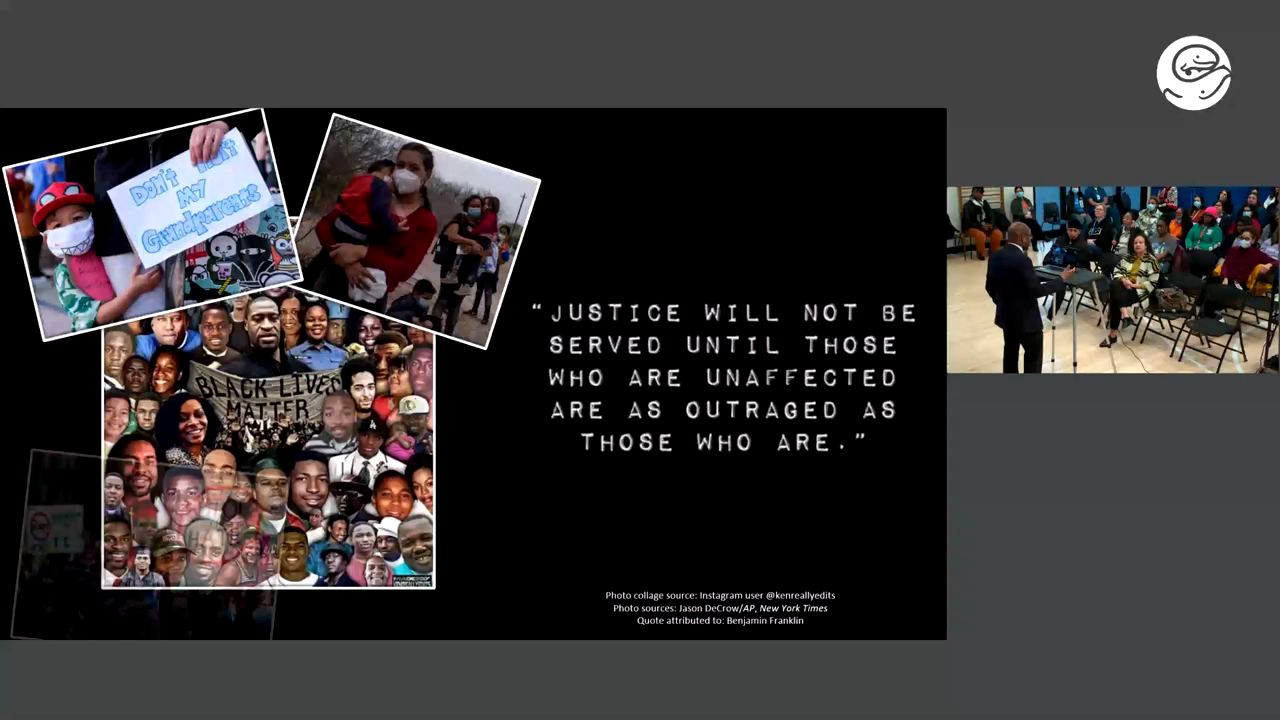 DON'T HURT
MY
Grandparents
BLACK LIVES
MATTER
"JUSTICE WILL NOT BE
SERVED UNTIL THOSE
WHO ARE UNAFFECTED
ARE AS OUTRAGED AS
THOSE WHO ARE."
Photo collage source: Instagram user @kenreallyedits
Photo sources: Jason DeCrow/AP, New York Times
Quote attributed to: Benjamin Franklin